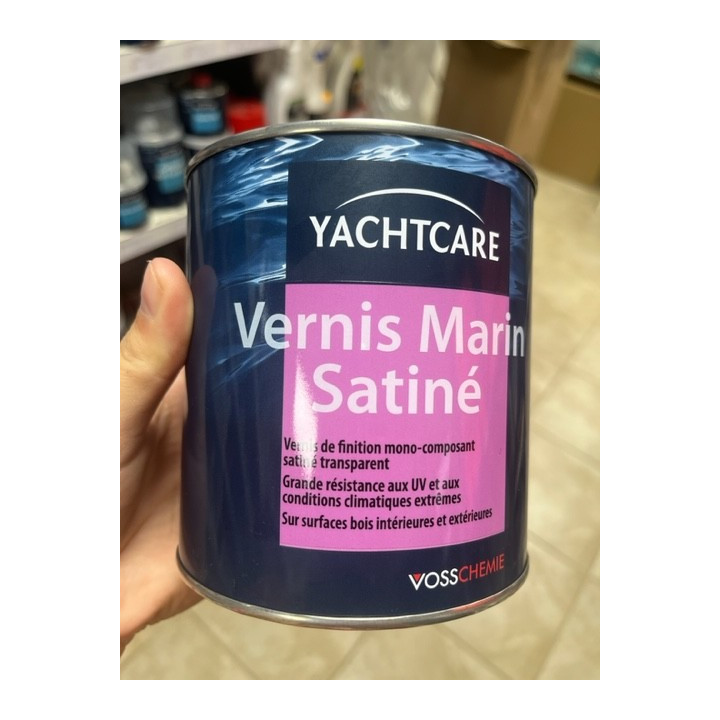 YACHTCARE
Vernis Marin
Satiné
Vernis de finition mono-composant
satiné transparent
Grande résistance aux UV et aux
conditions climatiques extrêmes
Sur surfaces bois intérieures et extérieures
VOSSCHEMIE